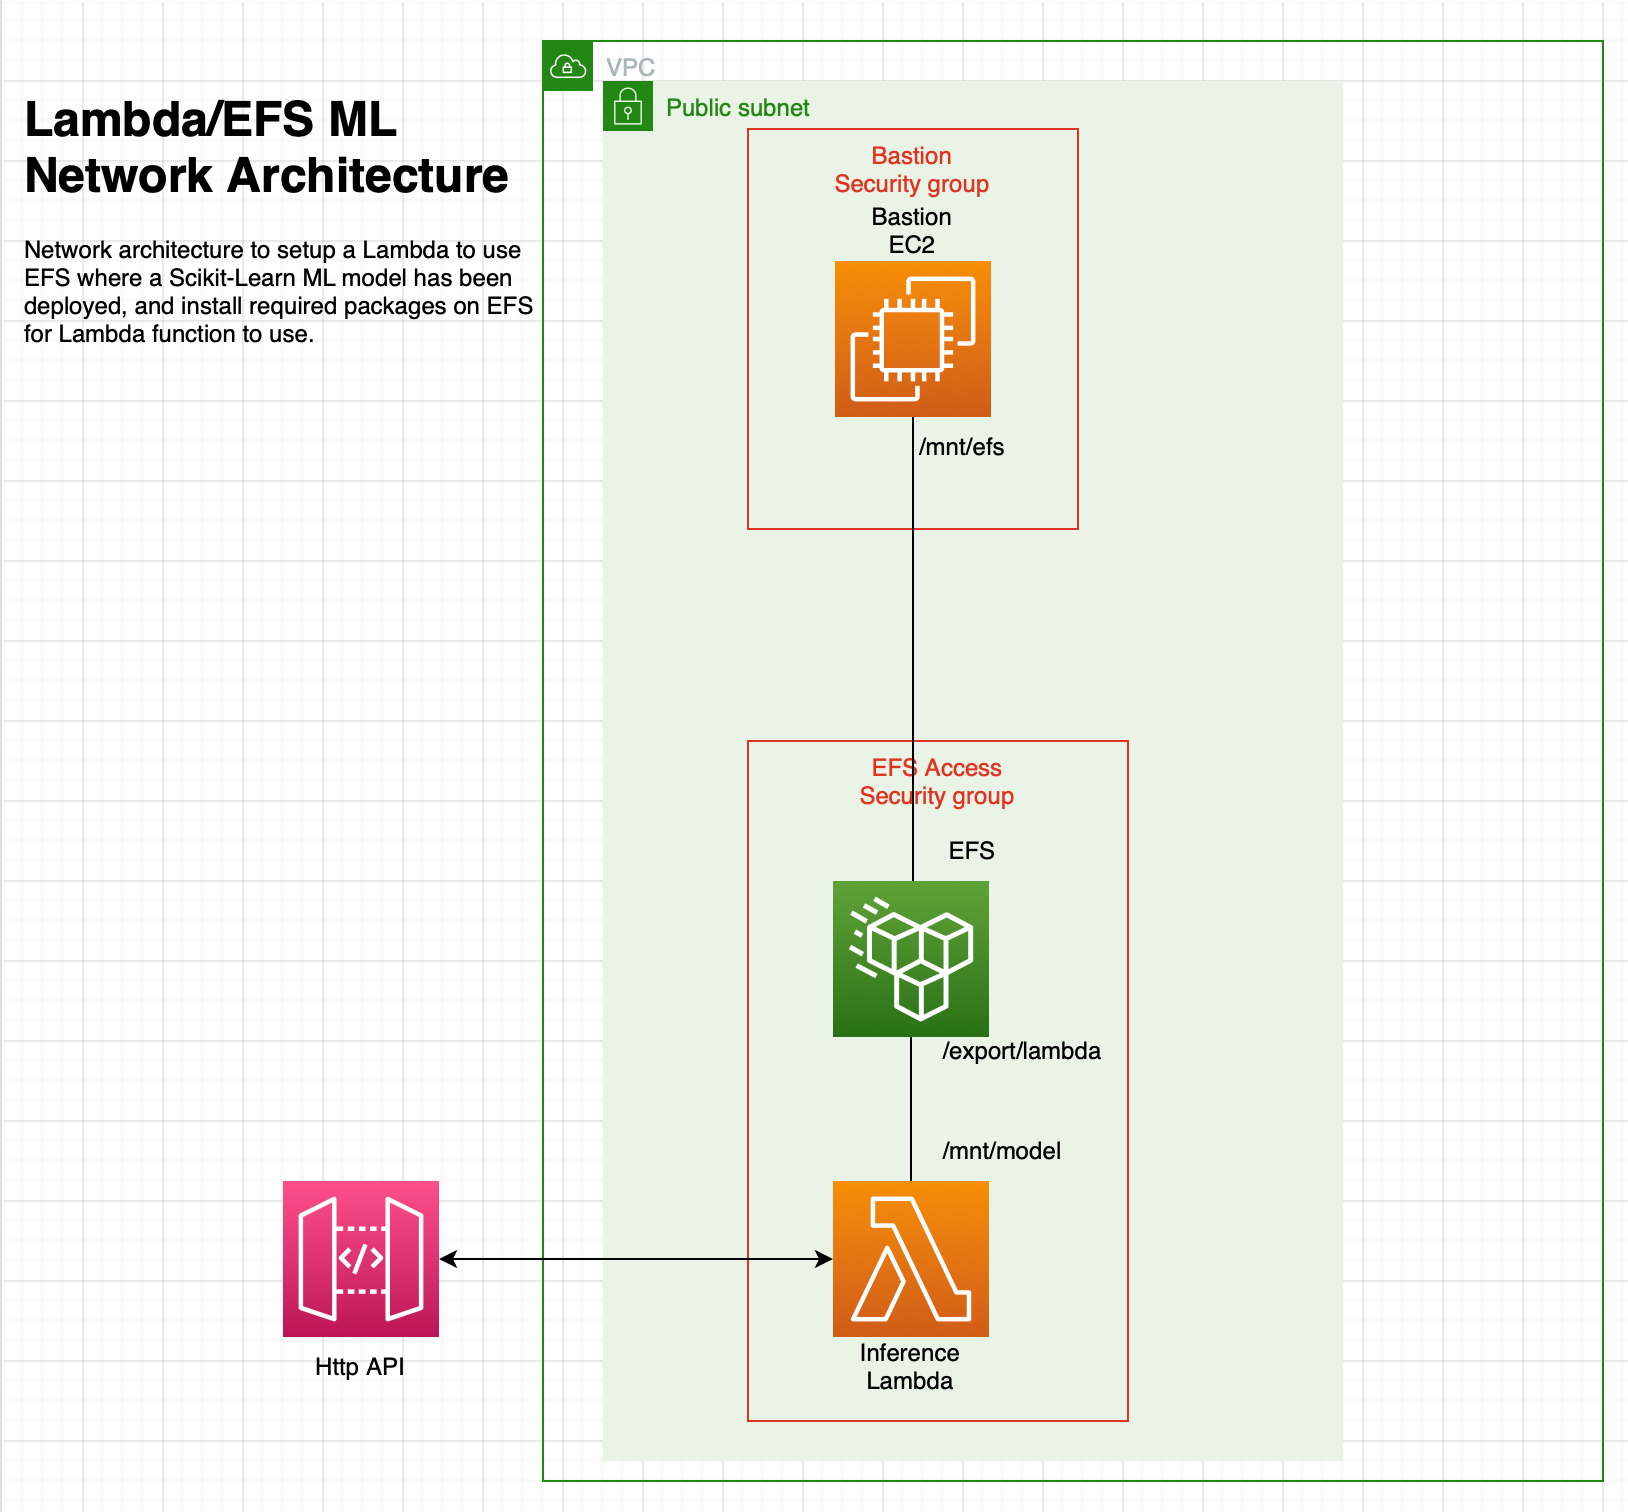 Lambda/EFS ML
Network Architecture
Network architecture to setup a Lambda to use
EFS where a Scikit-Learn ML model has been
deployed, and install required packages on EFS
for Lambda function to use.
VPC
Public subnet
Bastion
Security group
Bastion
EC2
/mnt/efs
EFS Access
Security group
EFS
/export/lambda
/mnt/model
</>
Http API
Inference
Lambda